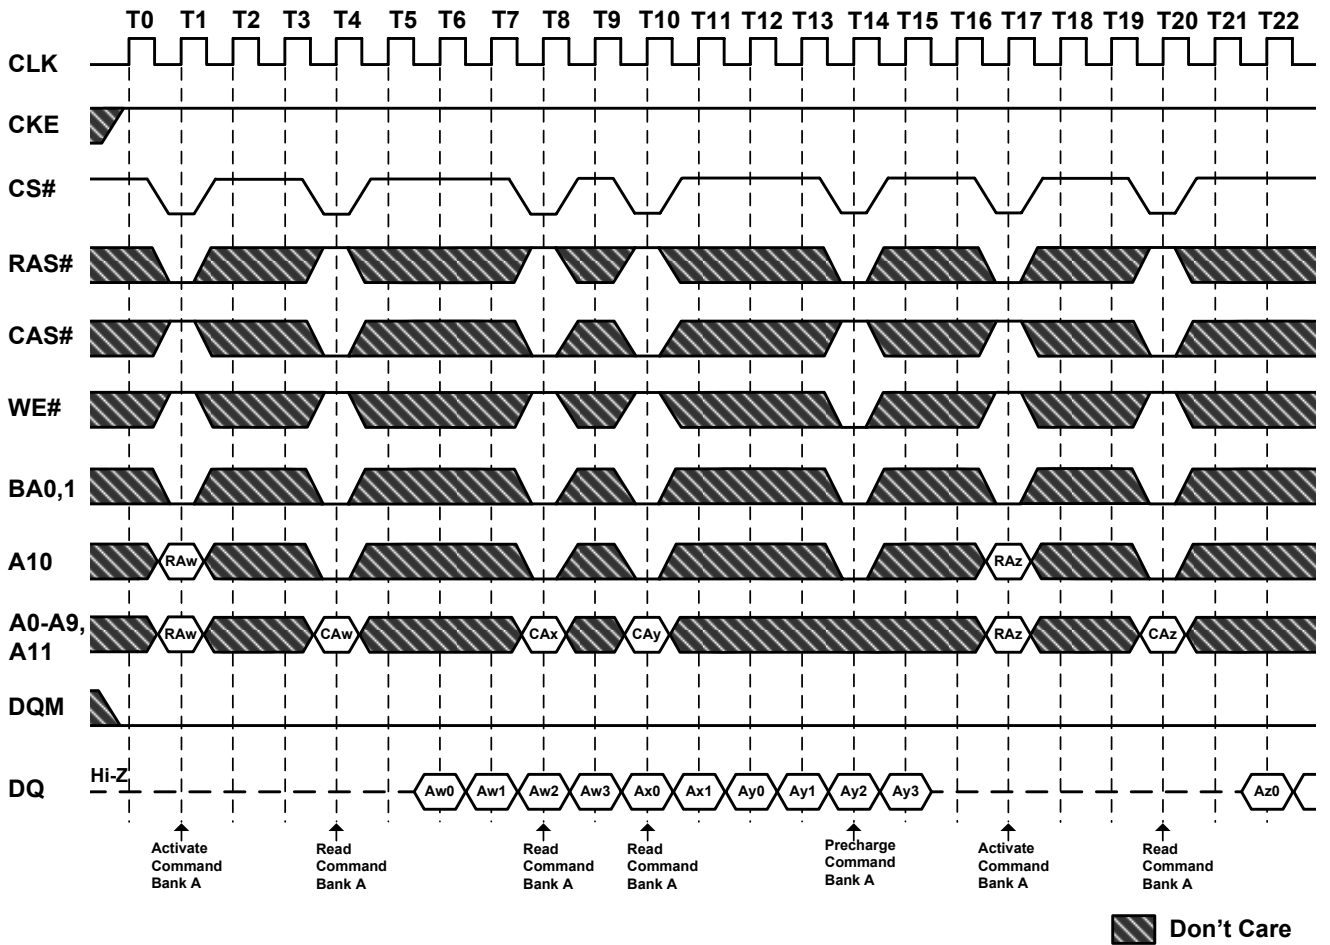 T0 T1 T2 T3 T4 T5 T6 T7 T8 T9 T10 T11 T12 T13 T14 T15 T16 T17 T18 T19 T20 T21 T22
CLK
CKE
CS#
RAS#
CAS#
WE#
BA0,1
A10 RAw RAz
A0-A9,
A11
RAw CAw CAx CAy RAz CAz
DQM
Hi-Z
DQ Aw0 Aw1 Aw2 Aw3 Ax0 Ax1 Ay0 Ay1 Ay2 Ay3 Az0
Activate
Command
Bank A
Read
Command
Bank A
Read
Command
Bank A
Read
Command
Bank A
Precharge
Command
Bank A
Activate
Command
Bank A
Read
Command
Bank A
Don't Care